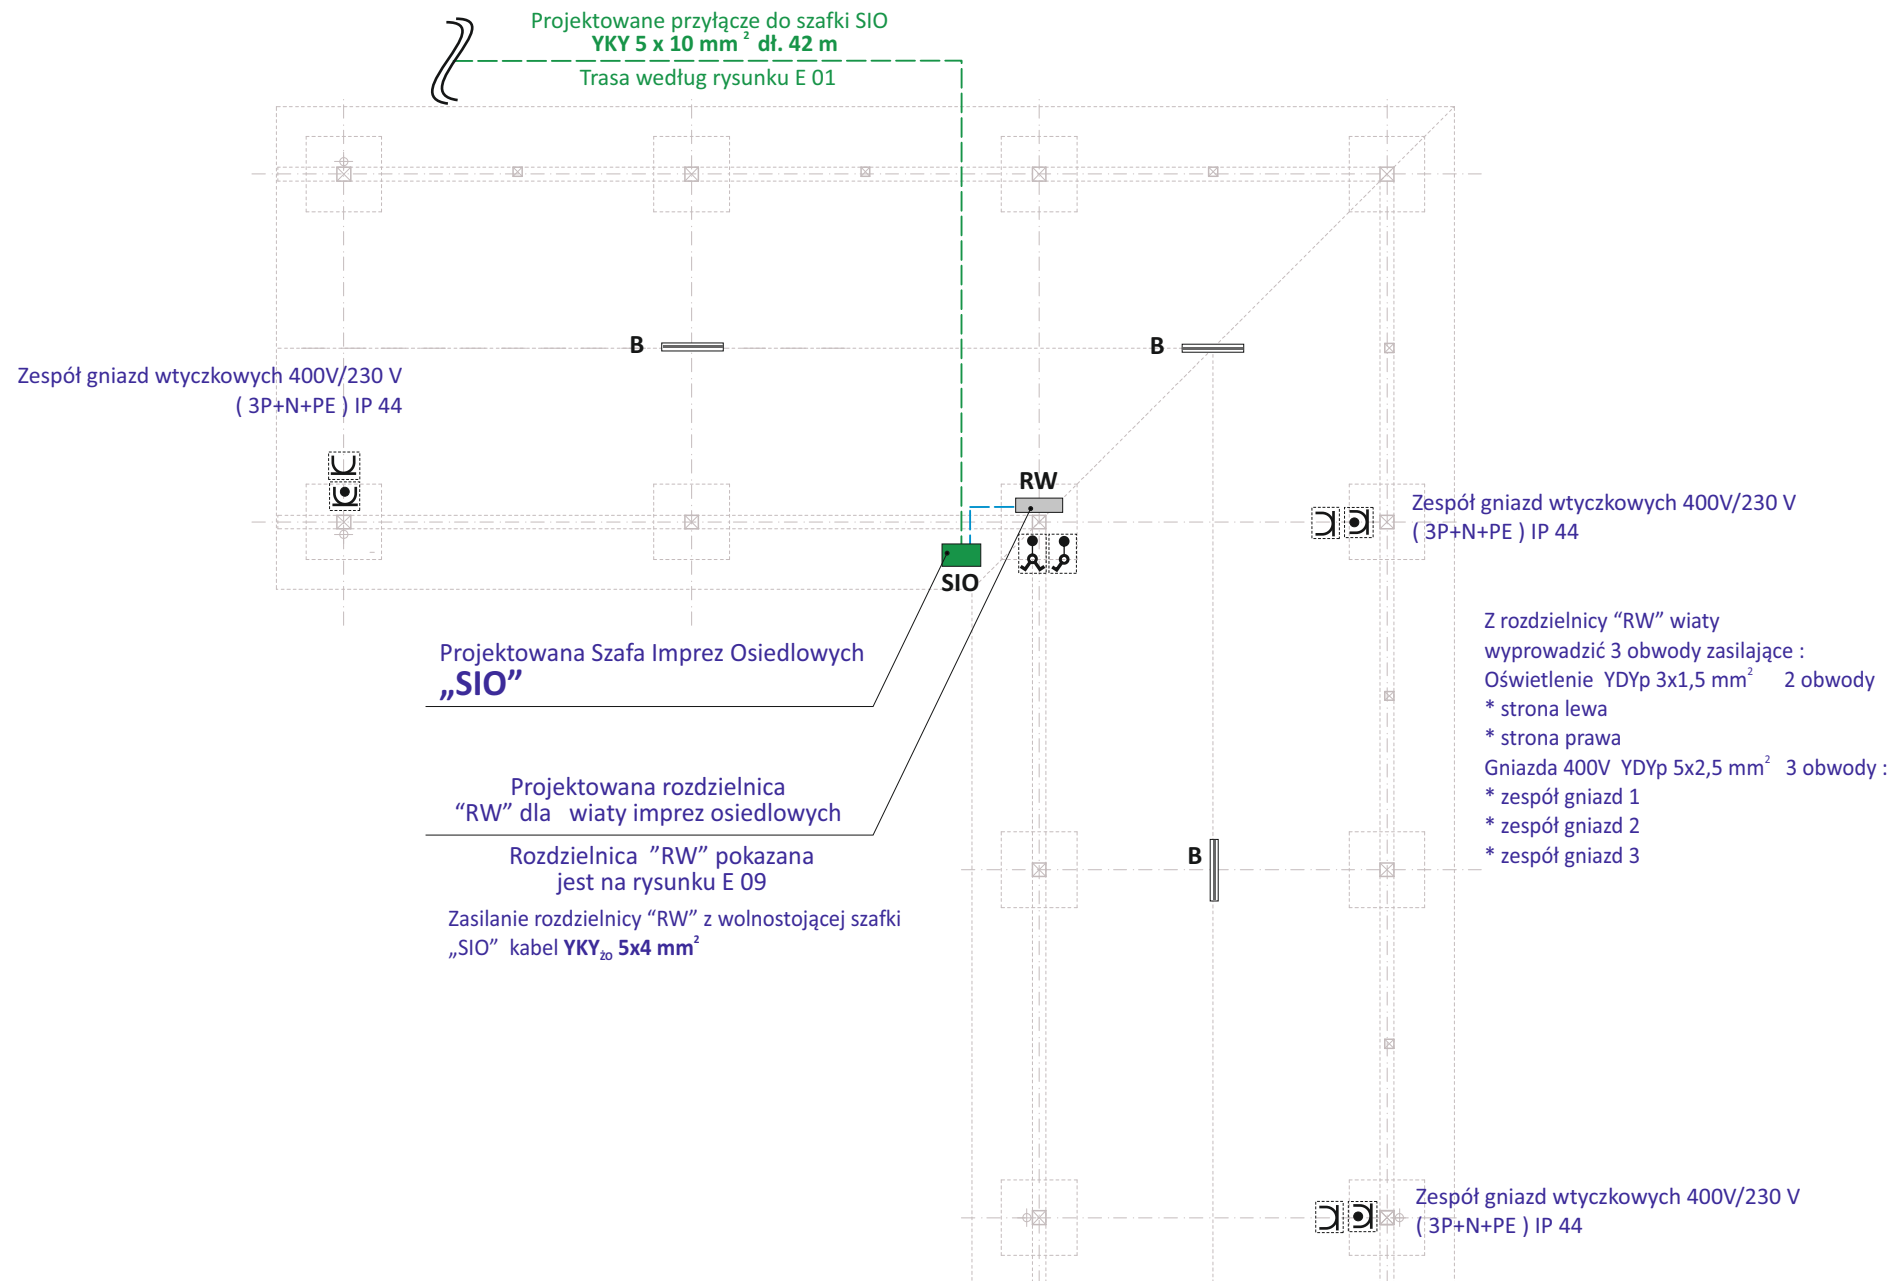 Projektowane przyłącze do szafki SIO
YKY 5 x 10 mm² dł. 42 m
Trasa według rysunku E 01
B
B
Zespół gniazd wtyczkowych 400V/230 V
( 3P+N+PE ) IP 44
RW
SIO
Zespół gniazd wtyczkowych 400V/230 V
( 3P+N+PE ) IP 44
Projektowana Szafa Imprez Osiedlowych
„SIO”
Z rozdzielnicy “RW” wiaty
wyprowadzić 3 obwody zasilające :
Oświetlenie YDYp 3x1,5 mm² 2 obwody
* strona lewa
* strona prawa
Gniazda 400V YDYp 5x2,5 mm² 3 obwody :
* zespół gniazd 1
* zespół gniazd 2
* zespół gniazd 3
Projektowana rozdzielnica
“RW” dla wiaty imprez osiedlowych
Rozdzielnica ”RW” pokazana
jest na rysunku E 09
B
Zasilanie rozdzielnicy “RW” z wolnostojącej szafki
„SIO” kabel YKYżo 5x4 mm²
Zespół gniazd wtyczkowych 400V/230 V
( 3P+N+PE ) IP 44